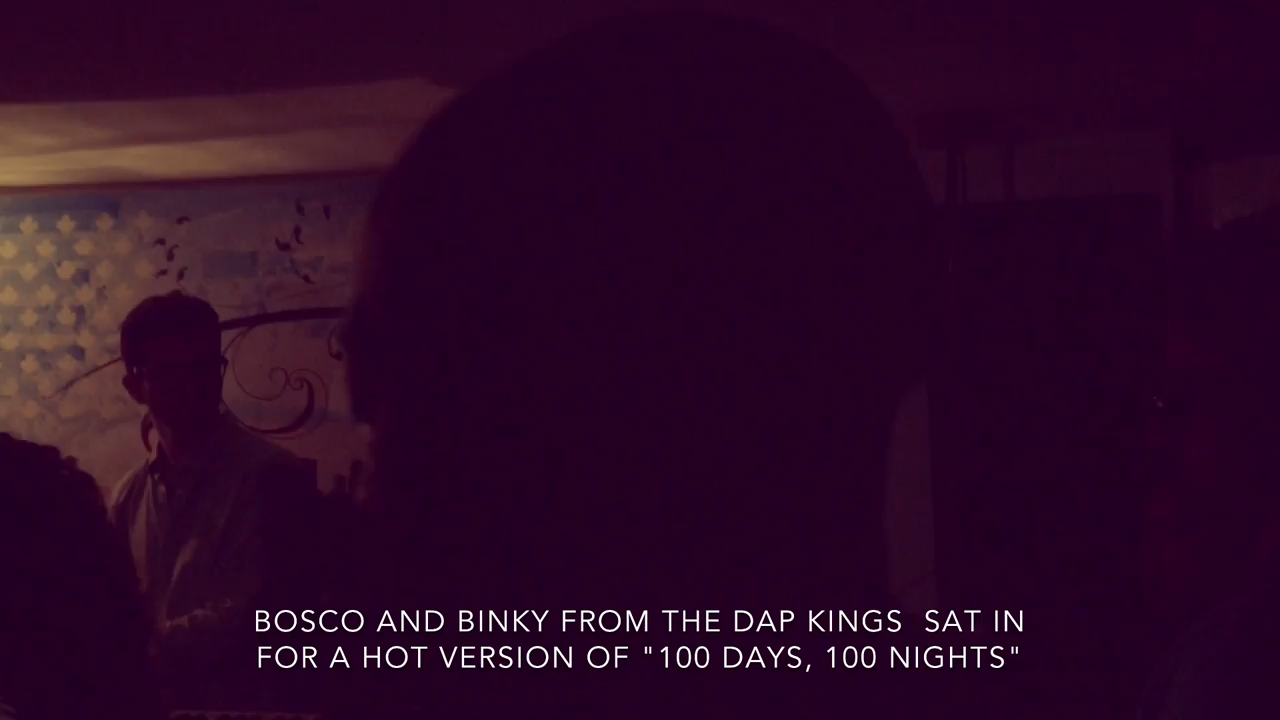 BOSCO AND BINKY FROM THE DAP KINGS  SAT IN
FOR A HOT VERSION OF "100 DAYS, 100 NIGHTS"